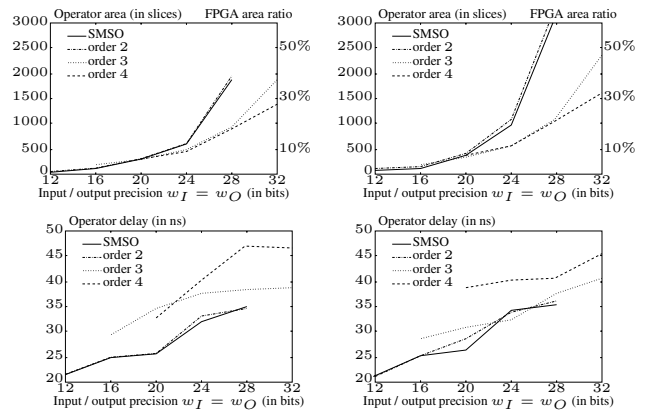 Operator area (in slices) FPGA area ratio
3000
2500
2000
1500
1000
500
0
SMSO
order 2
order 3
order 4
50%
30%
10%
12 16 20 24 28 32
Input / output precision w_I = w_O (in bits)
Operator area (in slices) FPGA area ratio
3000
2500
2000
1500
1000
500
0
SMSO
order 2
order 3
order 4
50%
30%
10%
12 16 20 24 28 32
Input / output precision w_I = w_O (in bits)
Operator delay (in ns)
50
45
40
35
30
25
20
SMSO
order 2
order 3
order 4
12 16 20 24 28 32
Input / output precision w_I = w_O (in bits)
Operator delay (in ns)
50
45
40
35
30
25
20
SMSO
order 2
order 3
order 4
12 16 20 24 28 32
Input / output precision w_I = w_O (in bits)